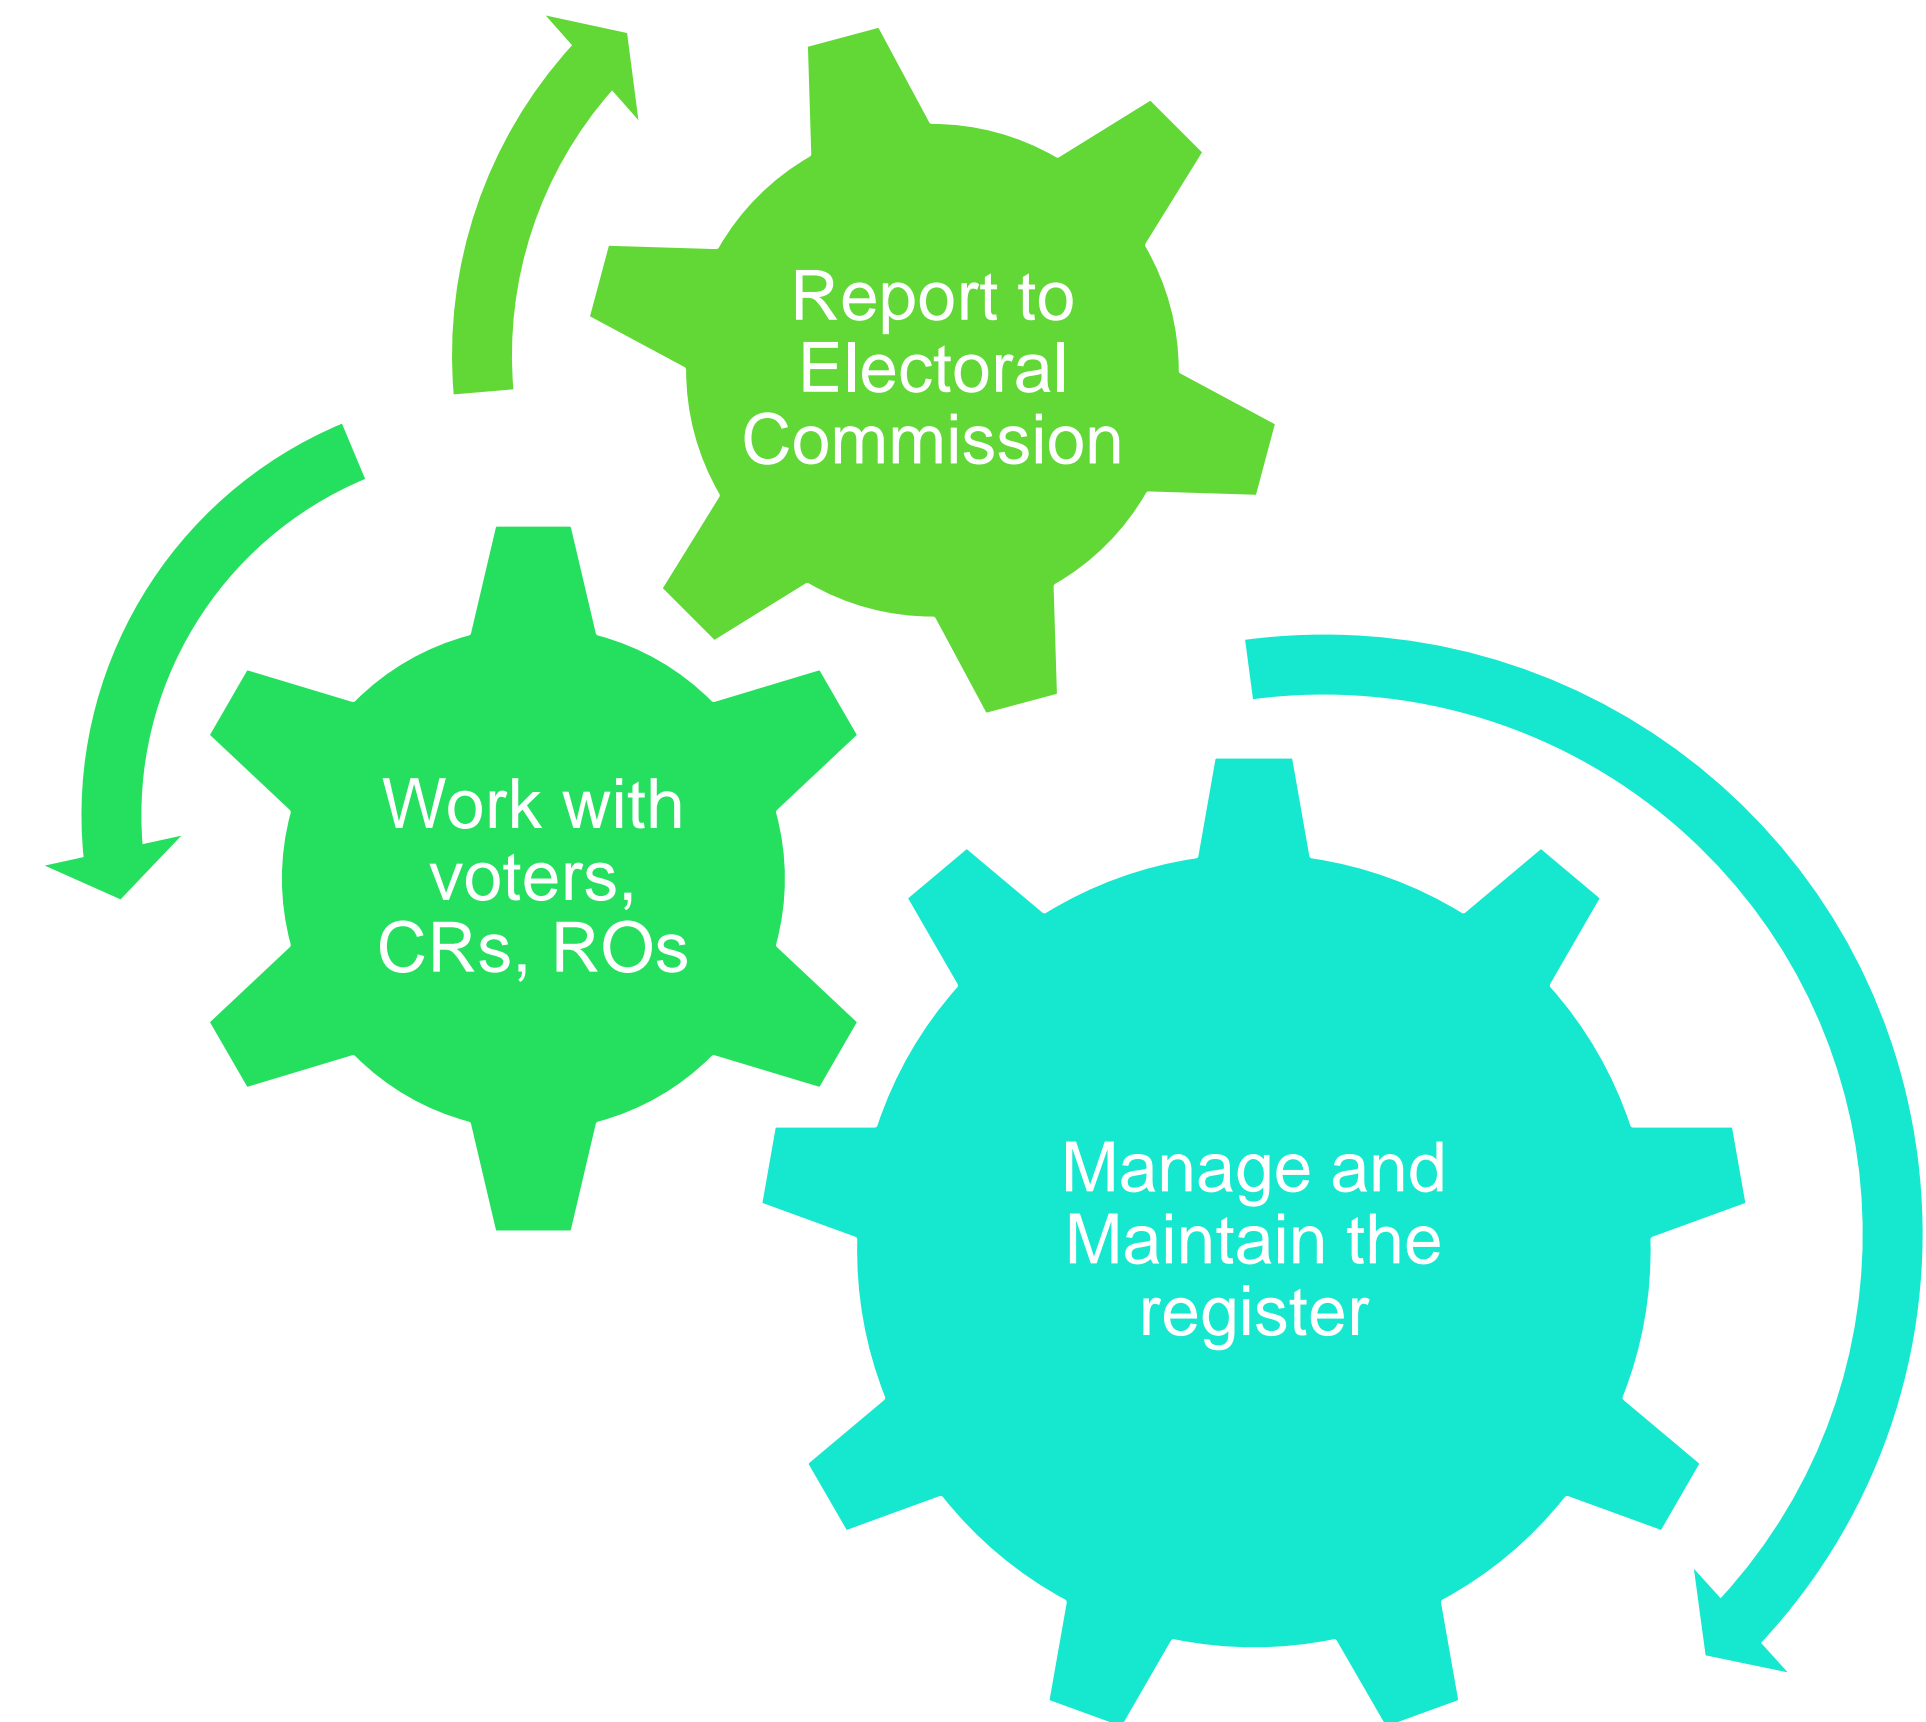 Report to
Electoral
Commission
Work with
voters,
CRs, ROs
Manage and
Maintain the
register